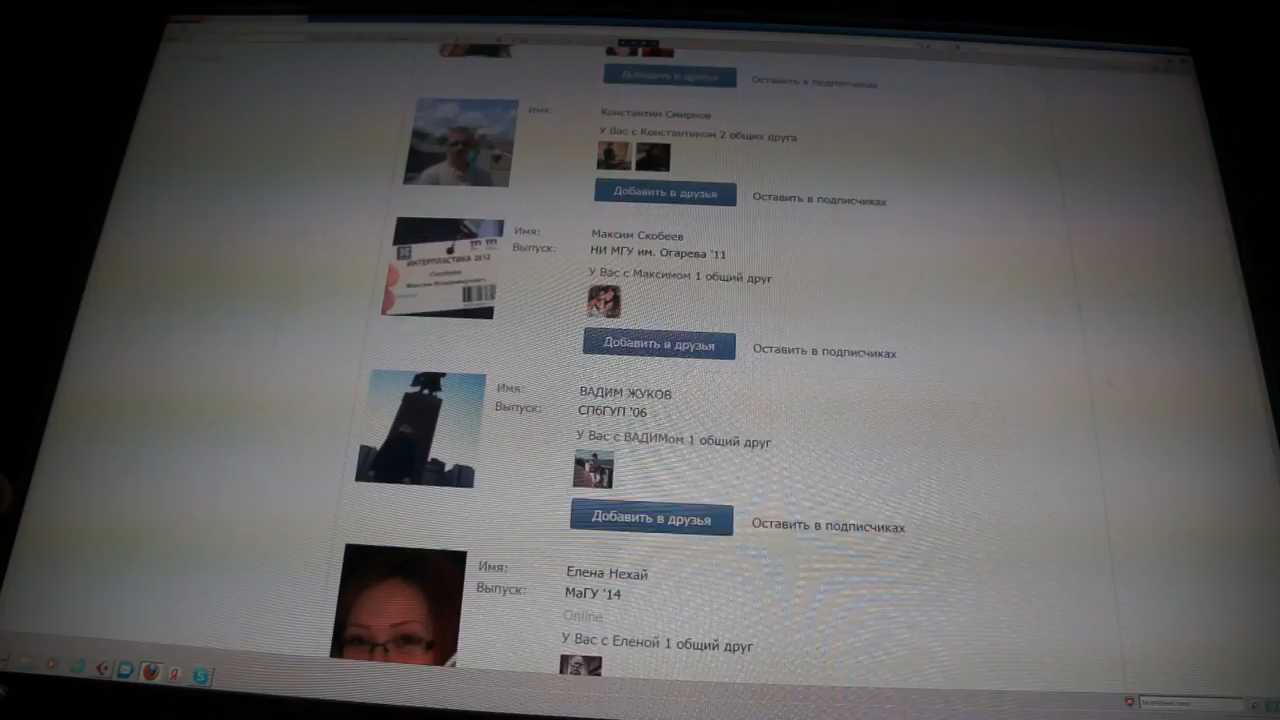 Добавить в друзья
Оставить в подписчиках
Имя: Константин Смирнов
У Вас с Константином 2 общих друга
Добавить в друзья
Оставить в подписчиках
ИНТЕРПЛАСТИКА 2012
Имя: Максим Скобеев
Выпуск: НИ МГУ им. Огарева '11
У Вас с Максимом 1 общий друг
Добавить в друзья
Оставить в подписчиках
Имя: ВАДИМ ЖУКОВ
Выпуск: СПбГУП '06
У Вас с ВАДИМом 1 общий друг
Добавить в друзья
Оставить в подписчиках
Имя: Елена Нехай
Выпуск: МаГУ '14
Online
У Вас с Еленой 1 общий друг